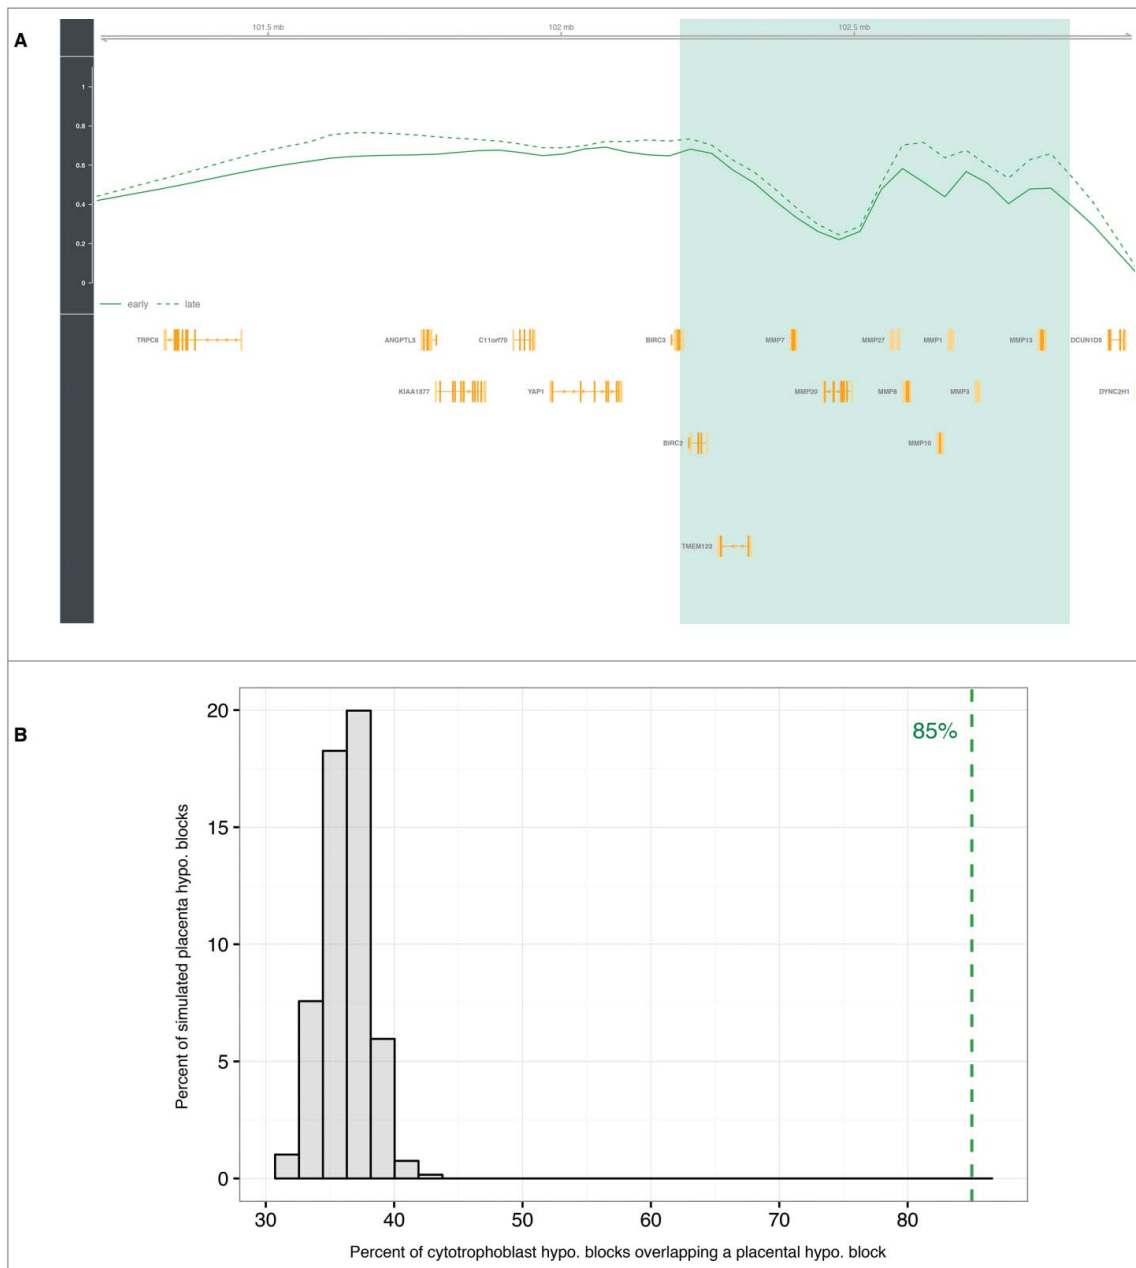 A
101.5 mb 102 mb 102.5 mb
1
0.8
0.6
0.4
0.2
0
early late
TRPC6 ANGPTL5 C11orf70 BIRC3 MMP7 MMP27 MMP1 MMP13 DCUN1D5
KIAA1377 YAP1 MMP20 MMP8 MMP3 DYNC2H1
BIRC2 MMP10
TMEM123
B
85%
20
15
10
5
0
Percent of simulated placenta hypo. blocks
30 40 50 60 70 80
Percent of cytotrophoblast hypo. blocks overlapping a placental hypo. block